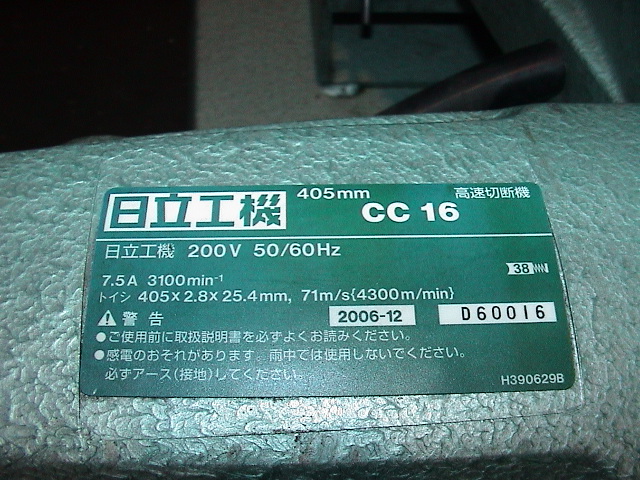 日立工機 405mm CC 16 高速切断機
日立工機 200V 50/60Hz
7.5A 3100min⁻¹ 38
トイシ 405×2.8×25.4mm, 71m/s{4300m/min}
警告 2006-12 D60016
●ご使用前に取扱説明書を必ずよくお読みください。
●感電のおそれがあります。雨中では使用しないでください。
必ずアース(接地)してください。
H390629B